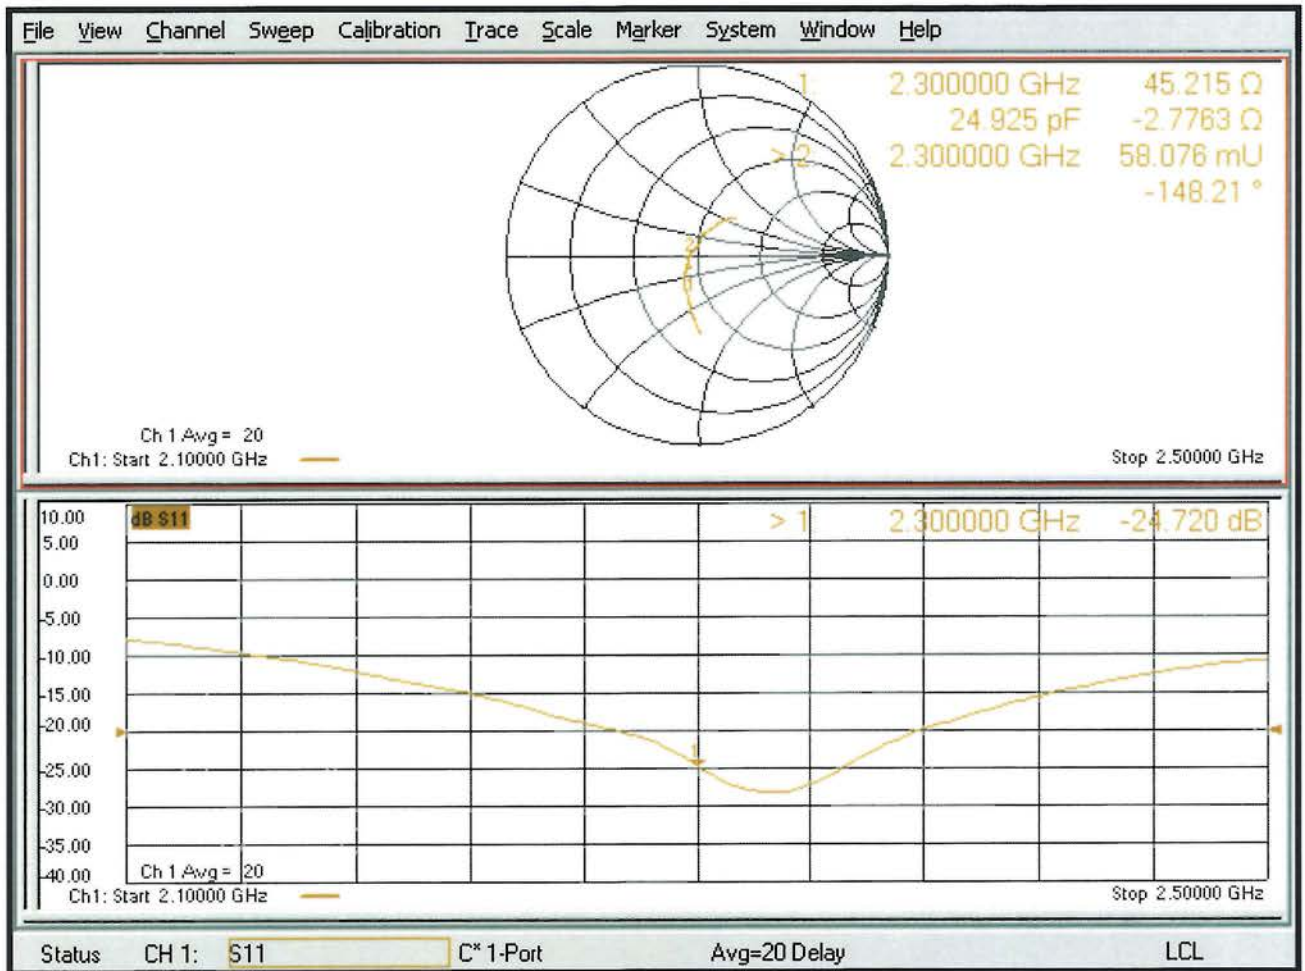 File View Channel Sweep Calibration Trace Scale Marker System Window Help
1: 2.300000 GHz 45.215 Ω
24.925 pF -2.7763 Ω
> 2 2.300000 GHz 58.076 mU
-148.21 °
2
Ch 1 Avg = 20
Ch1: Start 2.10000 GHz
Stop 2.50000 GHz
10.00
dB S11
> 1 2.300000 GHz -24.720 dB
5.00
0.00
-5.00
-10.00
-15.00
-20.00
1
-25.00
-30.00
-35.00
-40.00
Ch 1 Avg = 20
Ch1: Start 2.10000 GHz
Stop 2.50000 GHz
Status CH 1: S11 C* 1-Port Avg=20 Delay LCL